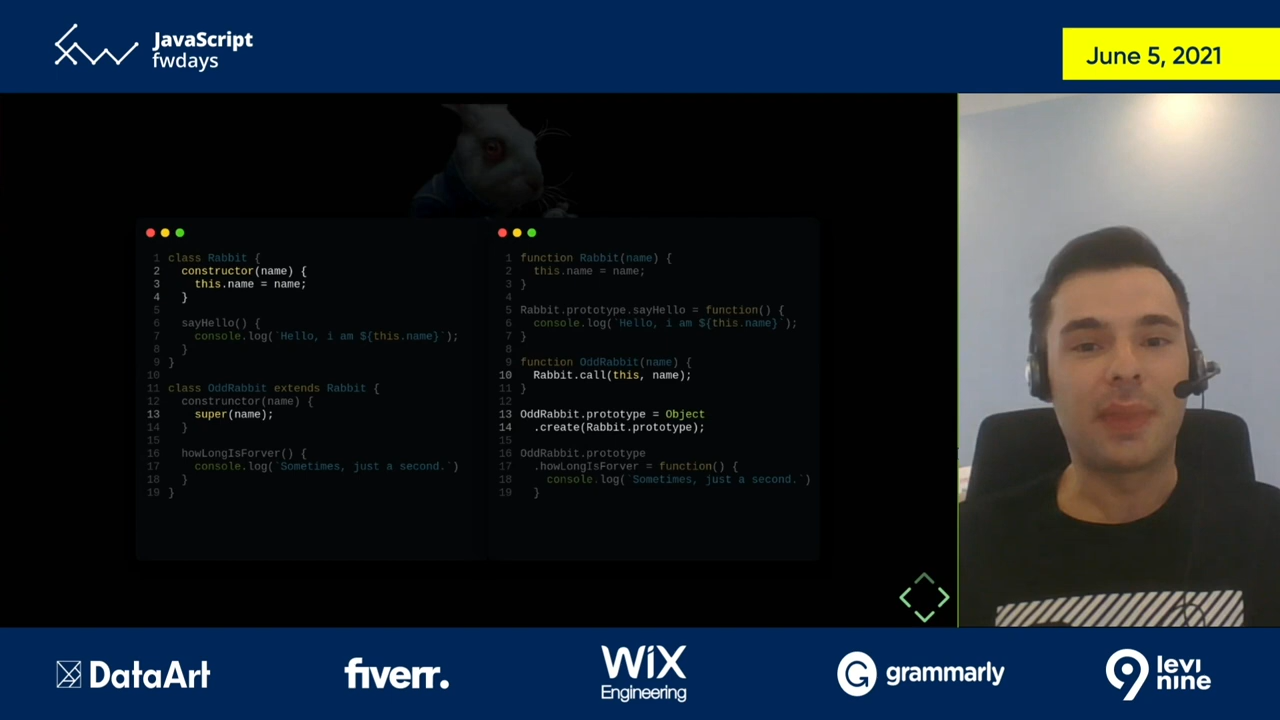 JavaScript
fwdays
June 5, 2021
1 class Rabbit {
2 constructor(name) {
3 this.name = name;
4 }
5
6 sayHello() {
7 console.log(`Hello, i am ${this.name}`);
8 }
9 }
10
11 class OddRabbit extends Rabbit {
12 construnctor(name) {
13 super(name);
14 }
15
16 howLongIsForver() {
17 console.log(`Sometimes, just a second.`)
18 }
19 }
1 function Rabbit(name) {
2 this.name = name;
3 }
4
5 Rabbit.prototype.sayHello = function() {
6 console.log(`Hello, i am ${this.name}`);
7 }
8
9 function OddRabbit(name) {
10 Rabbit.call(this, name);
11 }
12
13 OddRabbit.prototype = Object
14 .create(Rabbit.prototype);
15
16 OddRabbit.prototype
17 .howLongIsForver = function() {
18 console.log(`Sometimes, just a second.`)
19 }
DataArt
fiverr.
WiX
Engineering
grammarly
9 levi
nine